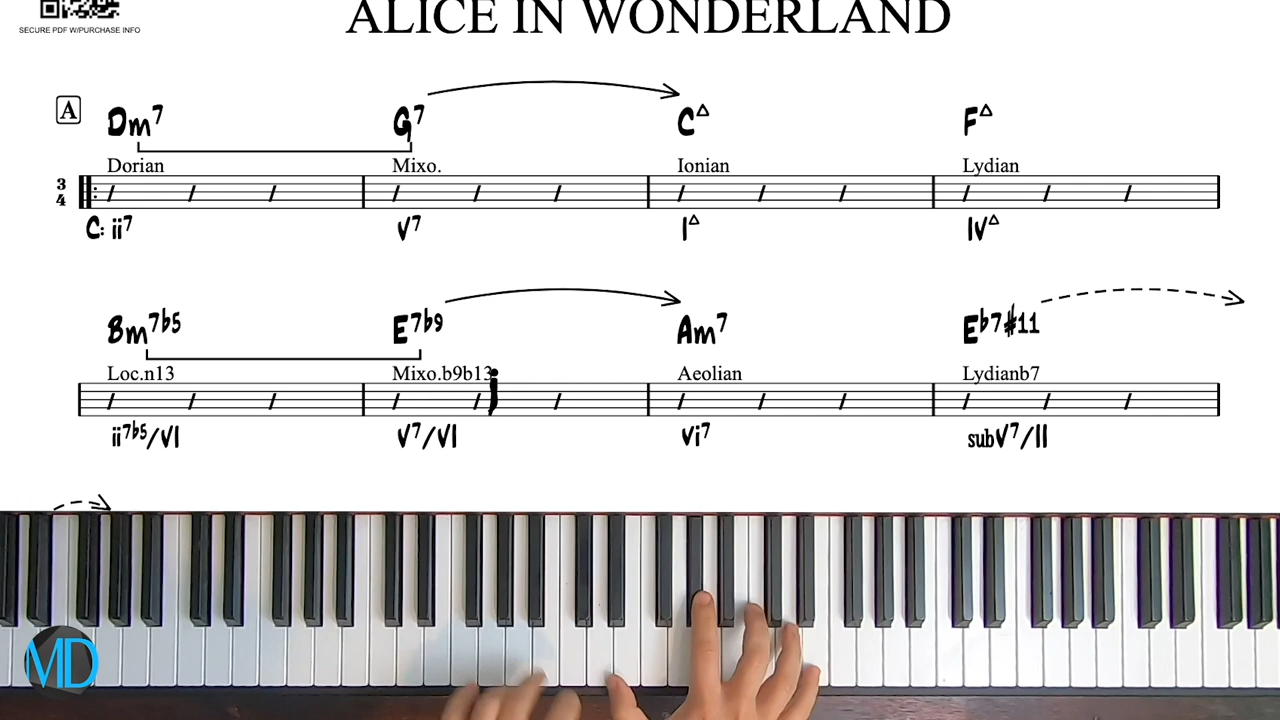 ALICE IN WONDERLAND
SECURE PDF W/PURCHASE INFO
A
Dm7 G7 C△ F△
Dorian Mixo. Ionian Lydian
3
4
C: ii7 V7 I△ IV△
Bm7b5 E7b9 Am7 Eb7#11
Loc.n13 Mixo.b9b13 Aeolian Lydianb7
ii7b5/VI V7/VI Vi7 subV7/II
MD